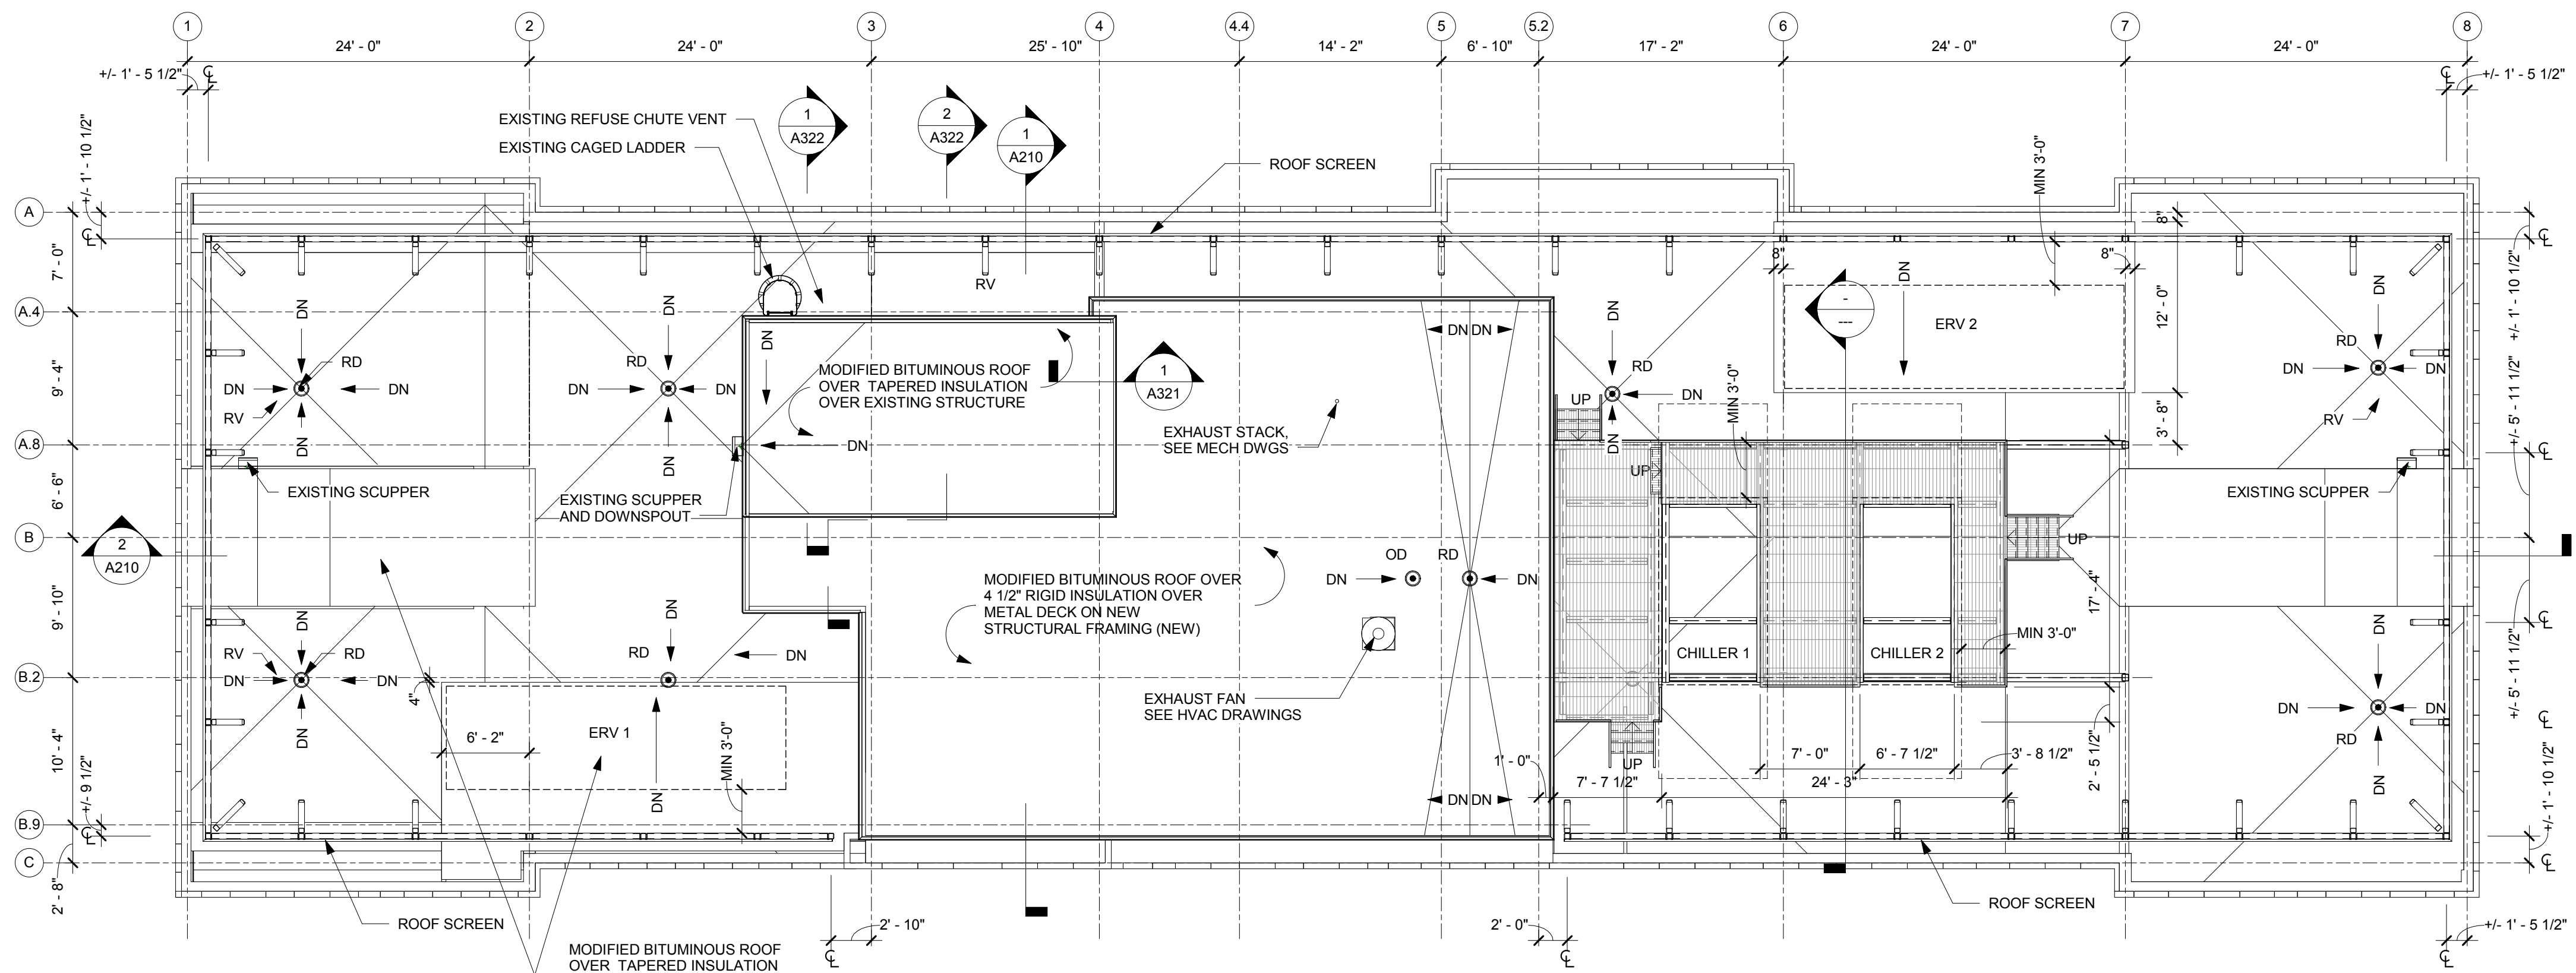 1
2
3
4
4.4
5
5.2
6
7
8
24' - 0"
24' - 0"
25' - 10"
14' - 2"
6' - 10"
17' - 2"
24' - 0"
24' - 0"
+/- 1' - 5 1/2"
+/- 1' - 5 1/2"
EXISTING REFUSE CHUTE VENT
EXISTING CAGED LADDER
1
A322
2
A322
1
A210
ROOF SCREEN
MIN 3'-0"
+/- 1' - 10 1/2"
A
7' - 0"
A.4
9' - 4"
A.8
6' - 6"
B
9' - 10"
B.2
10' - 4"
+/- 9 1/2"
B.9
C
2' - 8"
2
A210
8"
8"
8"
12' - 0"
3' - 8"
+/- 1' - 10 1/2"
+/- 5' - 11 1/2"
+/- 5' - 11 1/2"
+/- 1' - 10 1/2"
DN
RD
DN
DN
RV
DN
EXISTING SCUPPER
DN
RD
DN
DN
DN
DN
RV
MODIFIED BITUMINOUS ROOF
OVER TAPERED INSULATION
OVER EXISTING STRUCTURE
DN
EXISTING SCUPPER
AND DOWNSPOUT
1
A321
EXHAUST STACK,
SEE MECH DWGS
DN DN
DN
RD
DN
DN
UP
UP
MIN 3'-0"
-
---
DN
ERV 2
DN
RD
DN
DN
RV
EXISTING SCUPPER
UP
17' - 4"
OD
RD
DN
DN
MODIFIED BITUMINOUS ROOF OVER
4 1/2" RIGID INSULATION OVER
METAL DECK ON NEW
STRUCTURAL FRAMING (NEW)
EXHAUST FAN
SEE HVAC DRAWINGS
CHILLER 1
CHILLER 2
MIN 3'-0"
DN
RV
RD
DN
DN
DN
4"
6' - 2"
RD
DN
DN
ERV 1
DN
MIN 3'-0"
DN DN
1' - 0"
7' - 7 1/2"
UP
7' - 0"
6' - 7 1/2"
3' - 8 1/2"
24' - 3"
2' - 5 1/2"
DN
DN
DN
RD
DN
ROOF SCREEN
ROOF SCREEN
2' - 10"
2' - 0"
+/- 1' - 5 1/2"
MODIFIED BITUMINOUS ROOF
OVER TAPERED INSULATION